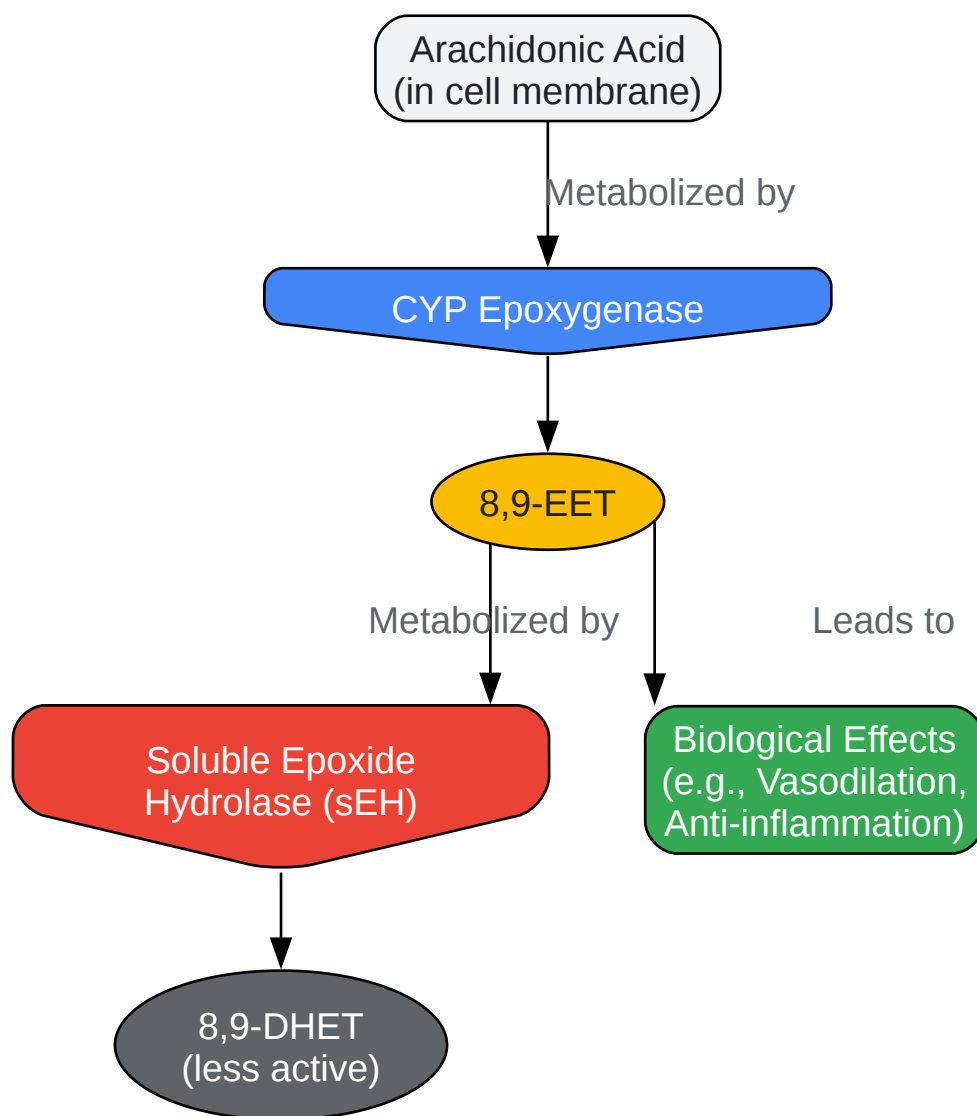 Arachidonic Acid
(in cell membrane)
Metabolized by
CYP Epoxygenase
8,9-EET
Metabolized by
Leads to
Soluble Epoxide
Hydrolase (sEH)
Biological Effects
(e.g., Vasodilation,
Anti-inflammation)
8,9-DHET
(less active)